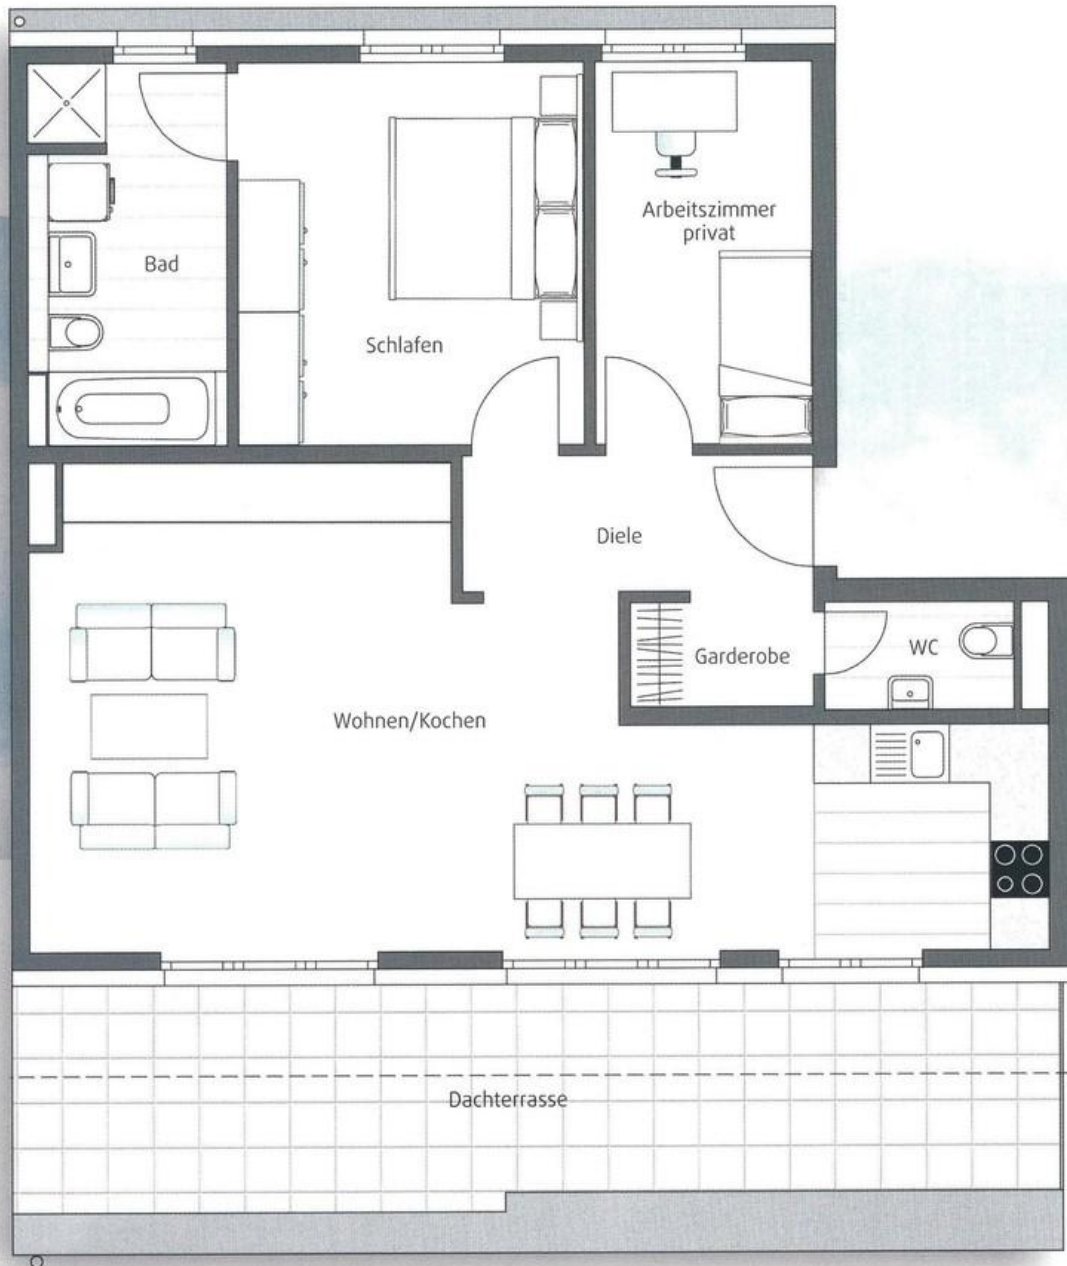 Arbeitszimmer
privat
Bad
Schlafen
Diele
Garderobe
WC
Wohnen/Kochen
Dachterrasse